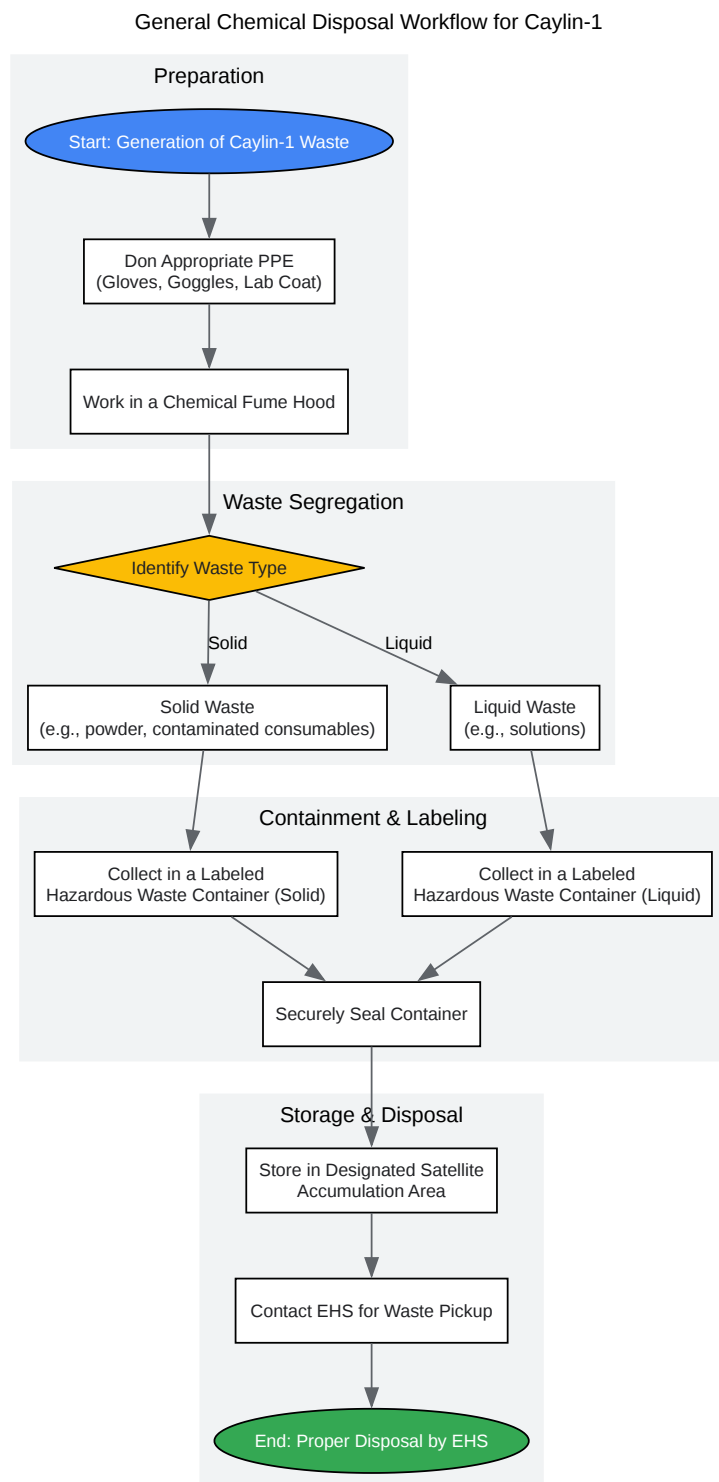 General Chemical Disposal Workflow for Caylin-1
Preparation
Start: Generation of Caylin-1 Waste
Don Appropriate PPE
(Gloves, Goggles, Lab Coat)
Work in a Chemical Fume Hood
Waste Segregation
Identify Waste Type
Solid
Liquid
Solid Waste
(e.g., powder, contaminated consumables)
Liquid Waste
(e.g., solutions)
Containment & Labeling
Collect in a Labeled
Hazardous Waste Container (Solid)
Collect in a Labeled
Hazardous Waste Container (Liquid)
Securely Seal Container
Storage & Disposal
Store in Designated Satellite
Accumulation Area
Contact EHS for Waste Pickup
End: Proper Disposal by EHS